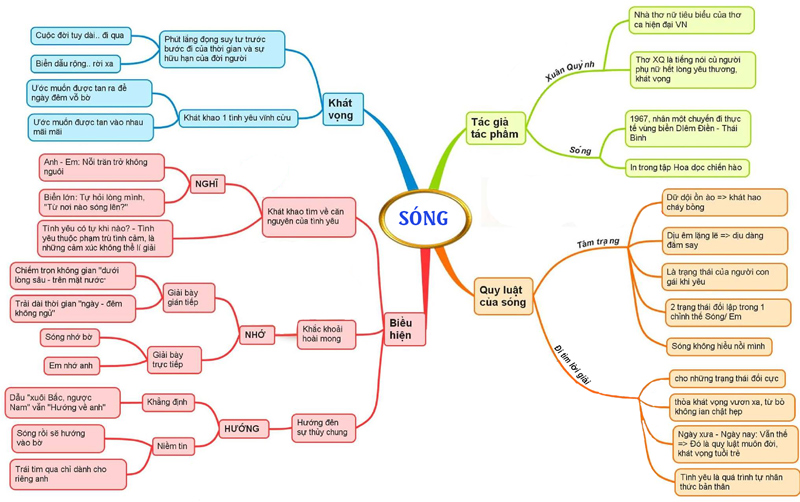 SÓNG
Tác giả
tác phẩm
Xuân Quỳnh
Nhà thơ nữ tiêu biểu của thơ
ca hiện đại VN
Thơ XQ là tiếng nói củ người
phụ nữ hết lòng yêu thương,
khát vọng
Sóng
1967, nhân một chuyến đi thực
tế vùng biển Diêm Điền - Thái
Bình
In trong tập Hoa dọc chiến hào
Quy luật
của sóng
Tâm trạng
Dữ dội ồn ào => khát hao
cháy bỏng
Dịu êm lặng lẽ => dịu dàng
đắm say
Là trạng thái của người con
gái khi yêu
2 trạng thái đối lập trong 1
chỉnh thể Sóng/ Em
Sóng không hiểu nổi mình
Đi tìm lời giải
cho những trạng thái đối cực
thỏa khát vọng vươn xa, từ bỏ
không ian chật hẹp
Ngày xưa - Ngày nay: Vẫn thế
=> Đó là quy luật muôn đời,
khát vọng tuổi trẻ
Tình yêu là quá trình tự nhân
thức bản thân
Khát
vọng
Phút lắng đọng suy tư trước
bước đi của thời gian và sự
hữu hạn của đời người
Cuộc đời tuy dài.. đi qua
Biển dẫu rộng.. rời xa
Khát khao 1 tình yêu vĩnh cửu
Ước muốn được tan ra để
ngày đêm vỗ bờ
Ước muốn được tan vào nhau
mãi mãi
Biểu
hiện
Khát khao tìm về căn
nguyên của tình yêu
NGHĨ
Anh - Em: Nỗi trăn trở không
nguôi
Biển lớn: Tự hỏi lòng mình,
"Từ nơi nào sóng lên?"
Tình yêu có tự khi nào? - Tình
yêu thuộc phạm trù tình cảm, là
những cảm xúc không thể lí giải
Khắc khoải
hoài mong
NHỚ
Giải bày
gián tiếp
Chiếm trọn không gian "dưới
lòng sâu - trên mặt nước"
Trải dài thời gian "ngày - đêm
không ngủ"
Giải bày
trực tiếp
Sóng nhớ bờ
Em nhớ anh
Hướng đến
sự thủy chung
HƯỚNG
Khẳng định
Dẫu "xuôi Bắc, ngược
Nam" vẫn "Hướng về anh"
Niềm tin
Sóng rồi sẽ hướng
vào bờ
Trái tim qua chỉ dành cho
riêng anh